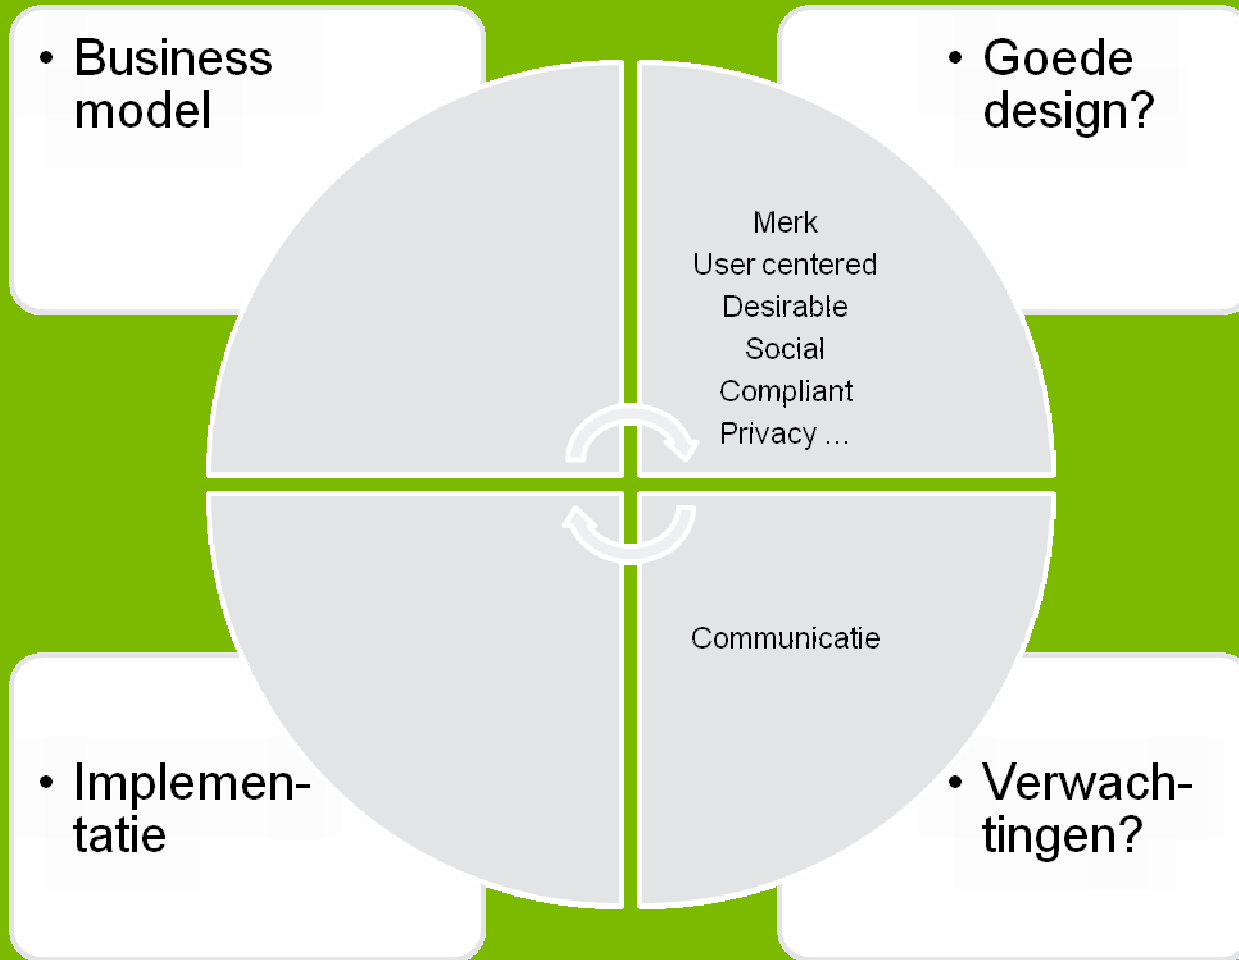 • Business
model
• Goede
design?
Merk
User centered
Desirable
Social
Compliant
Privacy ...
Communicatie
• Implemen-
tatie
• Verwach-
tingen?